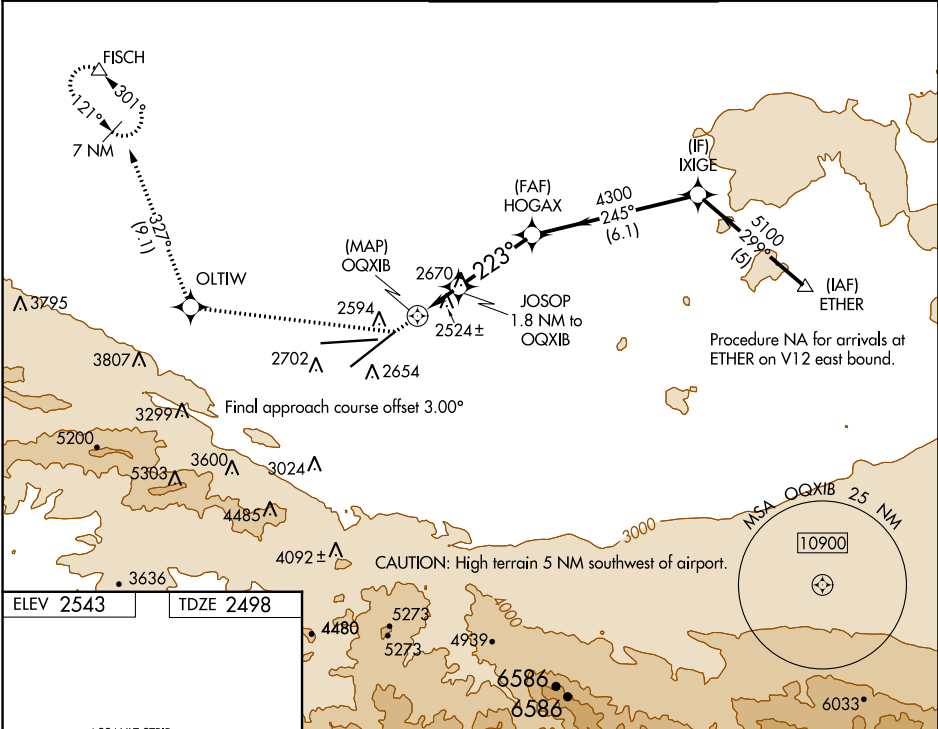 FISCH
301°
121°
7 NM
327°
(9.1)
OLTIW
(MAP)
OQXIB
(FAF)
HOGAX
4300
245°
(6.1)
(IF)
IXIGE
5100
299°
(5)
(IAF)
ETHER
223°
2670
2594
2524±
JOSOP
1.8 NM to
OQXIB
Procedure NA for arrivals at
ETHER on V12 east bound.
3795
3807
2702
2654
Final approach course offset 3.00°
3299
5200
5303
3600
3024
4485
4092±
3636
3000
MSA OQXIB 25 NM
10900
CAUTION: High terrain 5 NM southwest of airport.
4000
ELEV 2543
TDZE 2498
4480
5273
5273
4939
6586
6586
6033